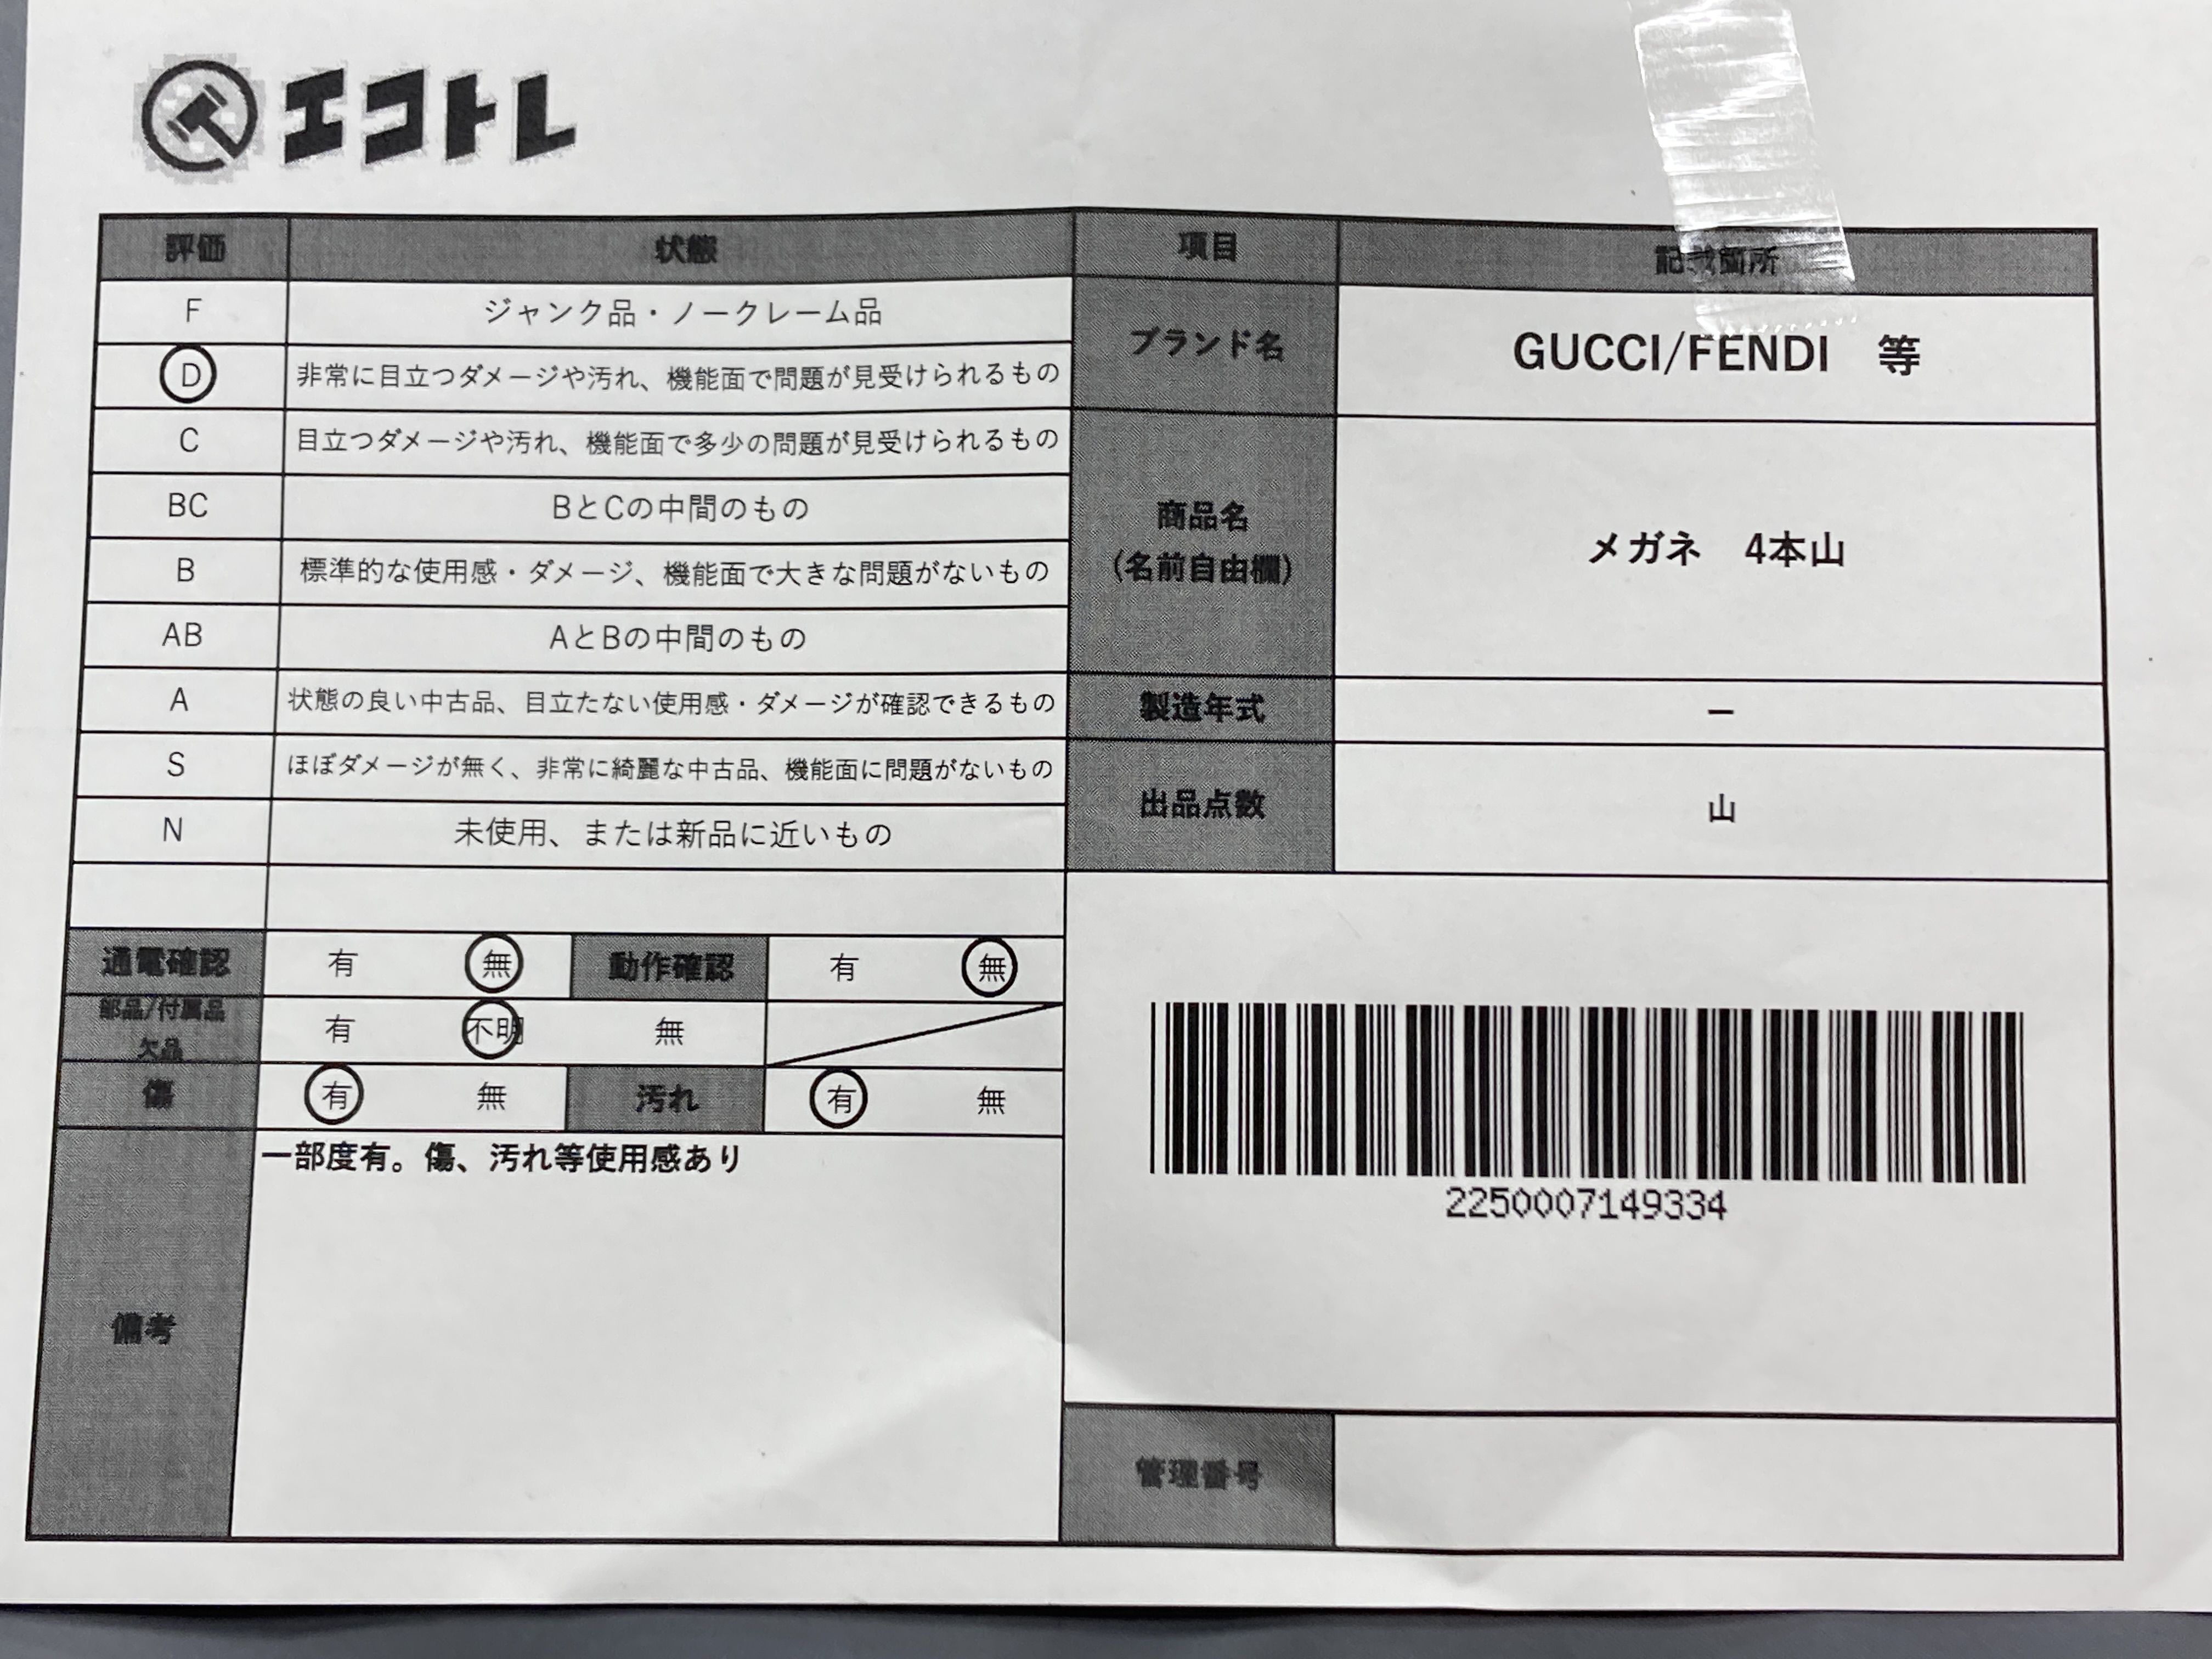 エコトレ
評価 状態
F ジャンク品・ノークレーム品
D 非常に目立つダメージや汚れ、機能面で問題が見受けられるもの
C 目立つダメージや汚れ、機能面で多少の問題が見受けられるもの
BC BとCの中間のもの
B 標準的な使用感・ダメージ、機能面で大きな問題がないもの
AB AとBの中間のもの
A 状態の良い中古品、目立たない使用感・ダメージが確認できるもの
S ほぼダメージが無く、非常に綺麗な中古品、機能面に問題がないもの
N 未使用、または新品に近いもの
通電確認 有 無 動作確認 有 無
部品/付属品
欠品
有 不明 無
傷 有 無 汚れ 有 無
備考
一部度有。傷、汚れ等使用感あり
項目 記載箇所
ブランド名 GUCCI/FENDI 等
商品名
(名前自由欄)
メガネ 4本山
製造年式 ー
出品点数 山
2250007149334
管理番号